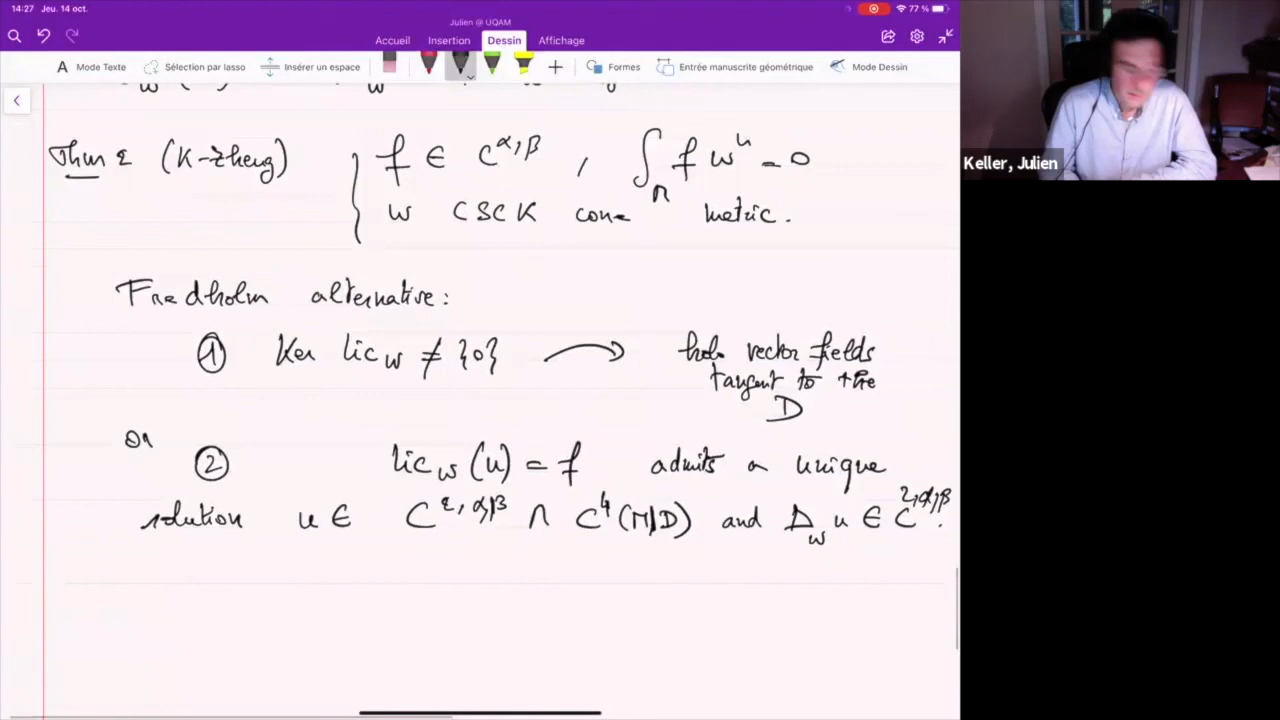 14:27 Jeu. 14 oct.
77 %
Julien @ UQAM
Accueil Insertion Dessin Affichage
Mode Texte Sélection par lasso Insérer un espace Formes Entrée manuscrite géométrique Mode Dessin
Thm 2 (K-Zheng) f ∈ C^{α,β} , ∫_M f ω^n = 0
ω CSCK cone metric.
Fredholm alternative:
① Ker Lic_ω ≠ {0} → holo vector fields
tangent to the
D
or
② Lic_ω(u) = f admits a unique
solution u ∈ C^{2,α,β} ∩ C^4(M\D) and Δ_ω u ∈ C^{2,α,β}.
Keller, Julien